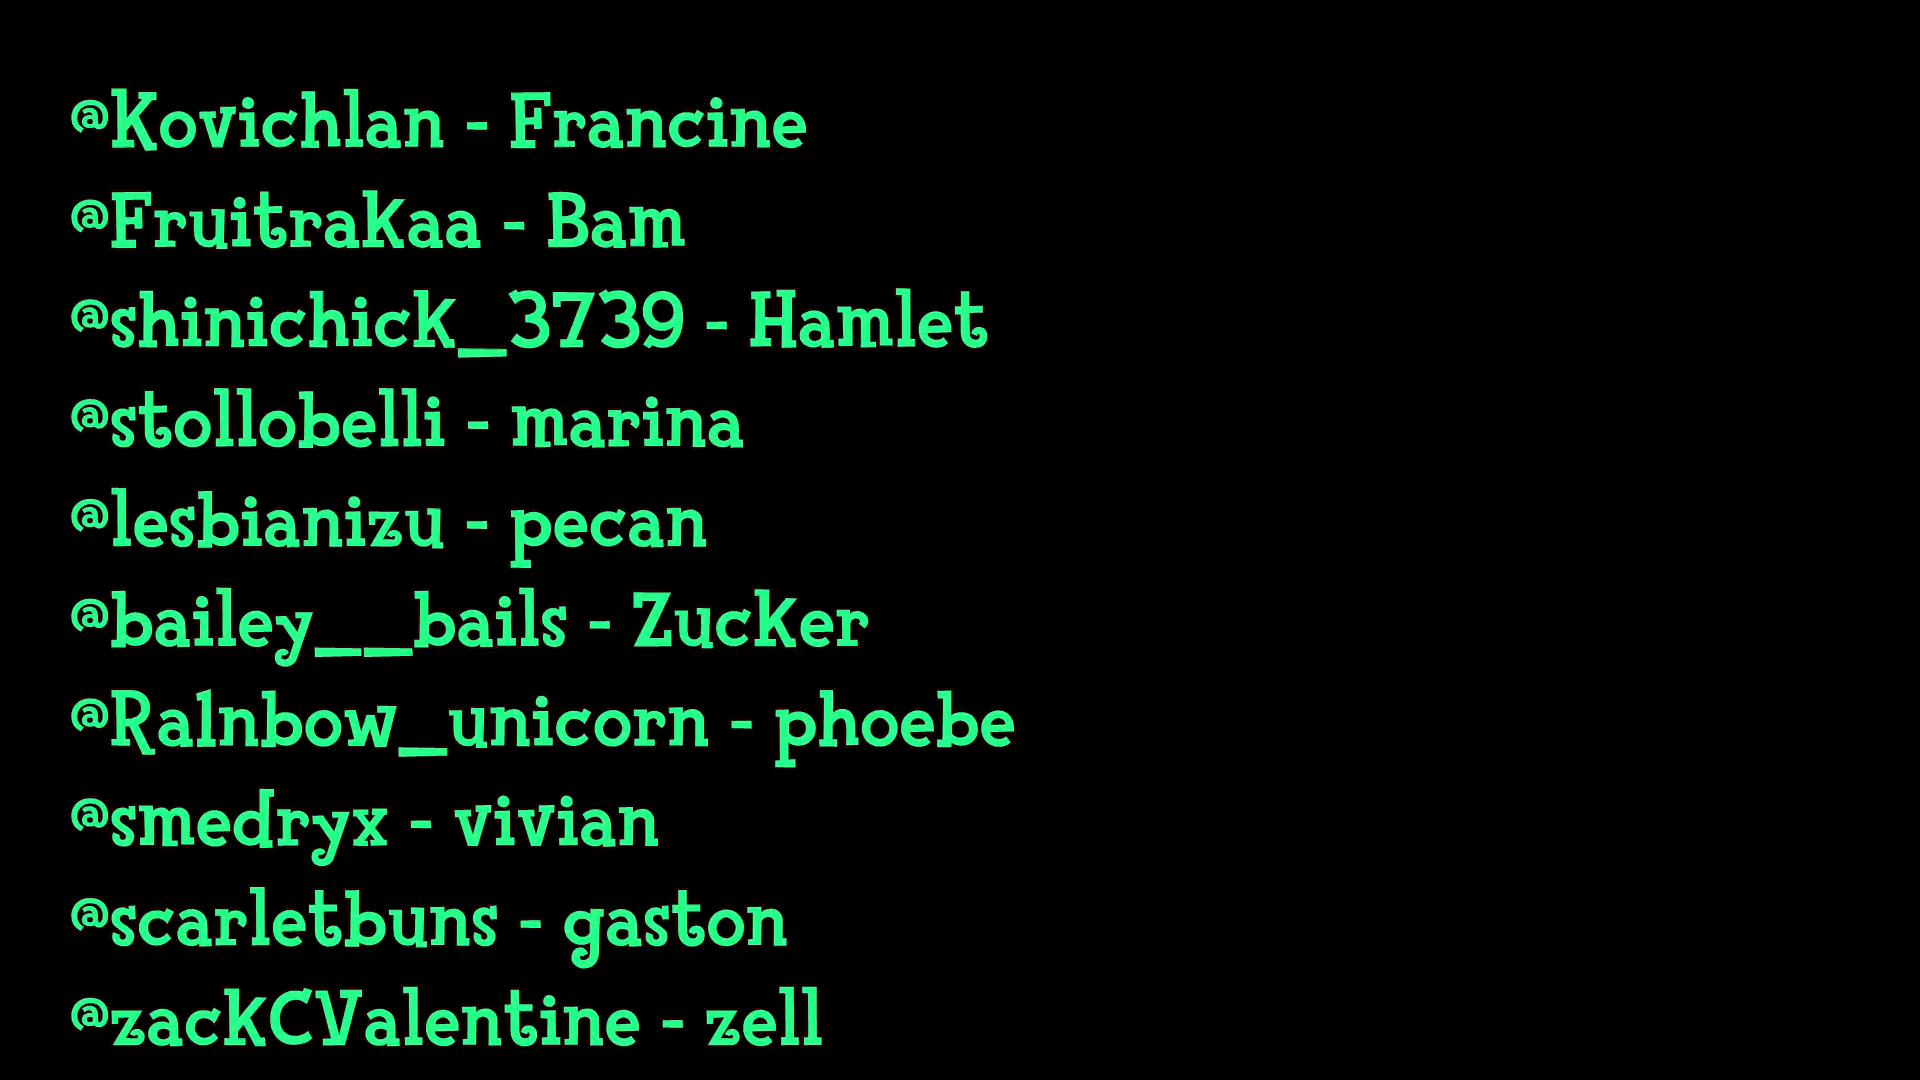 @Kovichlan - Francine
@Fruitrakaa - Bam
@shinichick_3739 - Hamlet
@stollobelli - marina
@lesbianizu - pecan
@bailey__bails - Zucker
@Ra1nbow_unicorn - phoebe
@smedryx - vivian
@scarletbuns - gaston
@zackCValentine - zell